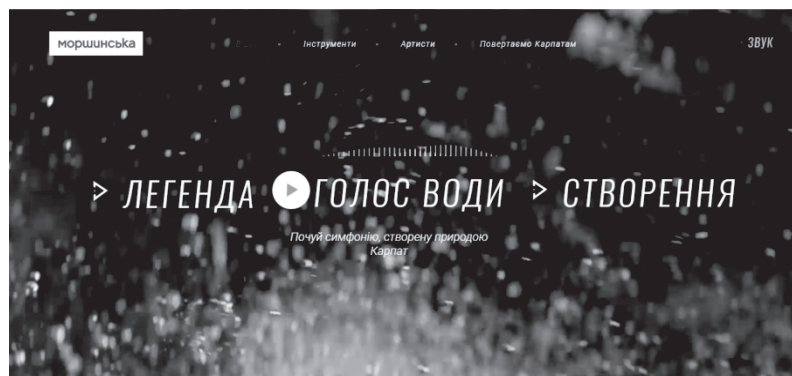 моршинська
Інструменти • Артисти • Повертаємо Карпатам
ЗВУК
ЛЕГЕНДА ГОЛОС ВОДИ СТВОРЕННЯ
Почуй симфонію, створену природою
Карпат